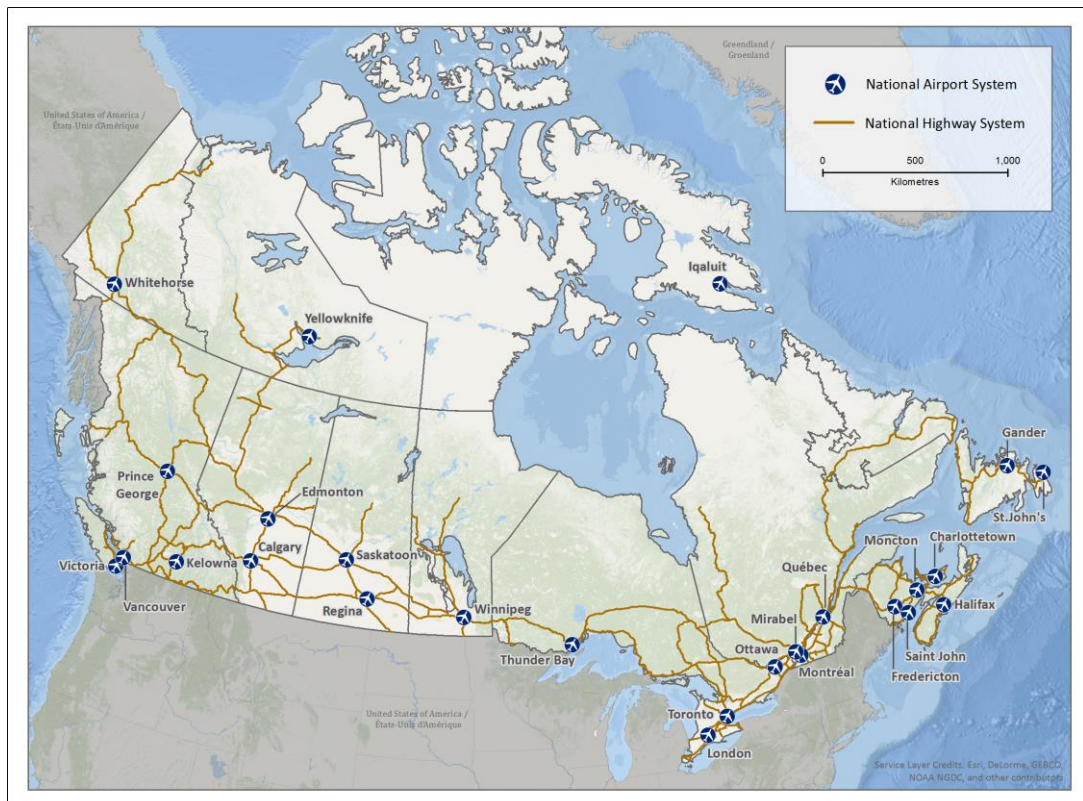 Greendland /
Groenland
National Airport System
National Highway System
0 500 1,000
Kilometres
United States of America /
États-Unis d'Amérique
Iqaluit
Whitehorse
Yellowknife
Gander
Prince
George
Edmonton
St.John's
Moncton
Charlottetown
Calgary
Saskatoon
Victoria
Kelowna
Québec
Vancouver
Regina
Winnipeg
Halifax
Mirabel
Thunder Bay
Ottawa
Montréal
Saint John
Fredericton
Toronto
United States of America /
États-Unis d'Amérique
London
Service Layer Credits: Esri, DeLorme, GEBCO,
NOAA NGDC, and other contributors